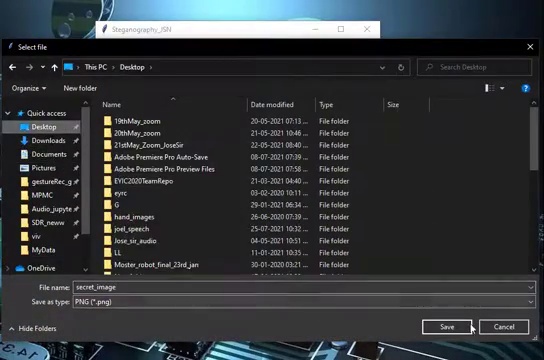 Steganography_JSN
Select file
This PC > Desktop >
Search Desktop
Organize
New folder
Name Date modified Type Size
Quick access
Desktop
Downloads
Documents
Pictures
gestureRec_g
MPMC
Audio_jupyte
SDR_neww
viv
MyData
OneDrive
19thMay_zoom 20-05-2021 07:13 ... File folder
20thMay_zoom 21-05-2021 10:46 ... File folder
21stMay_Zoom_JoseSir 22-05-2021 08:40 ... File folder
Adobe Premiere Pro Auto-Save 08-07-2021 07:39 ... File folder
Adobe Premiere Pro Preview Files 08-07-2021 07:58 ... File folder
EYIC2020TeamRepo 21-03-2021 04:40 ... File folder
eyrc 03-02-2020 10:11 ... File folder
G 29-01-2021 06:34 ... File folder
hand_images 26-06-2020 07:39 ... File folder
joel_speech 25-07-2021 10:32 ... File folder
Jose_sir_audio 04-05-2021 10:51 ... File folder
LL 11-01-2021 10:35 ... File folder
Moster_robot_final_23rd_jan 30-01-2020 03:21 ... File folder
File name: secret_image
Save as type: PNG (*.png)
Hide Folders
Save
Cancel